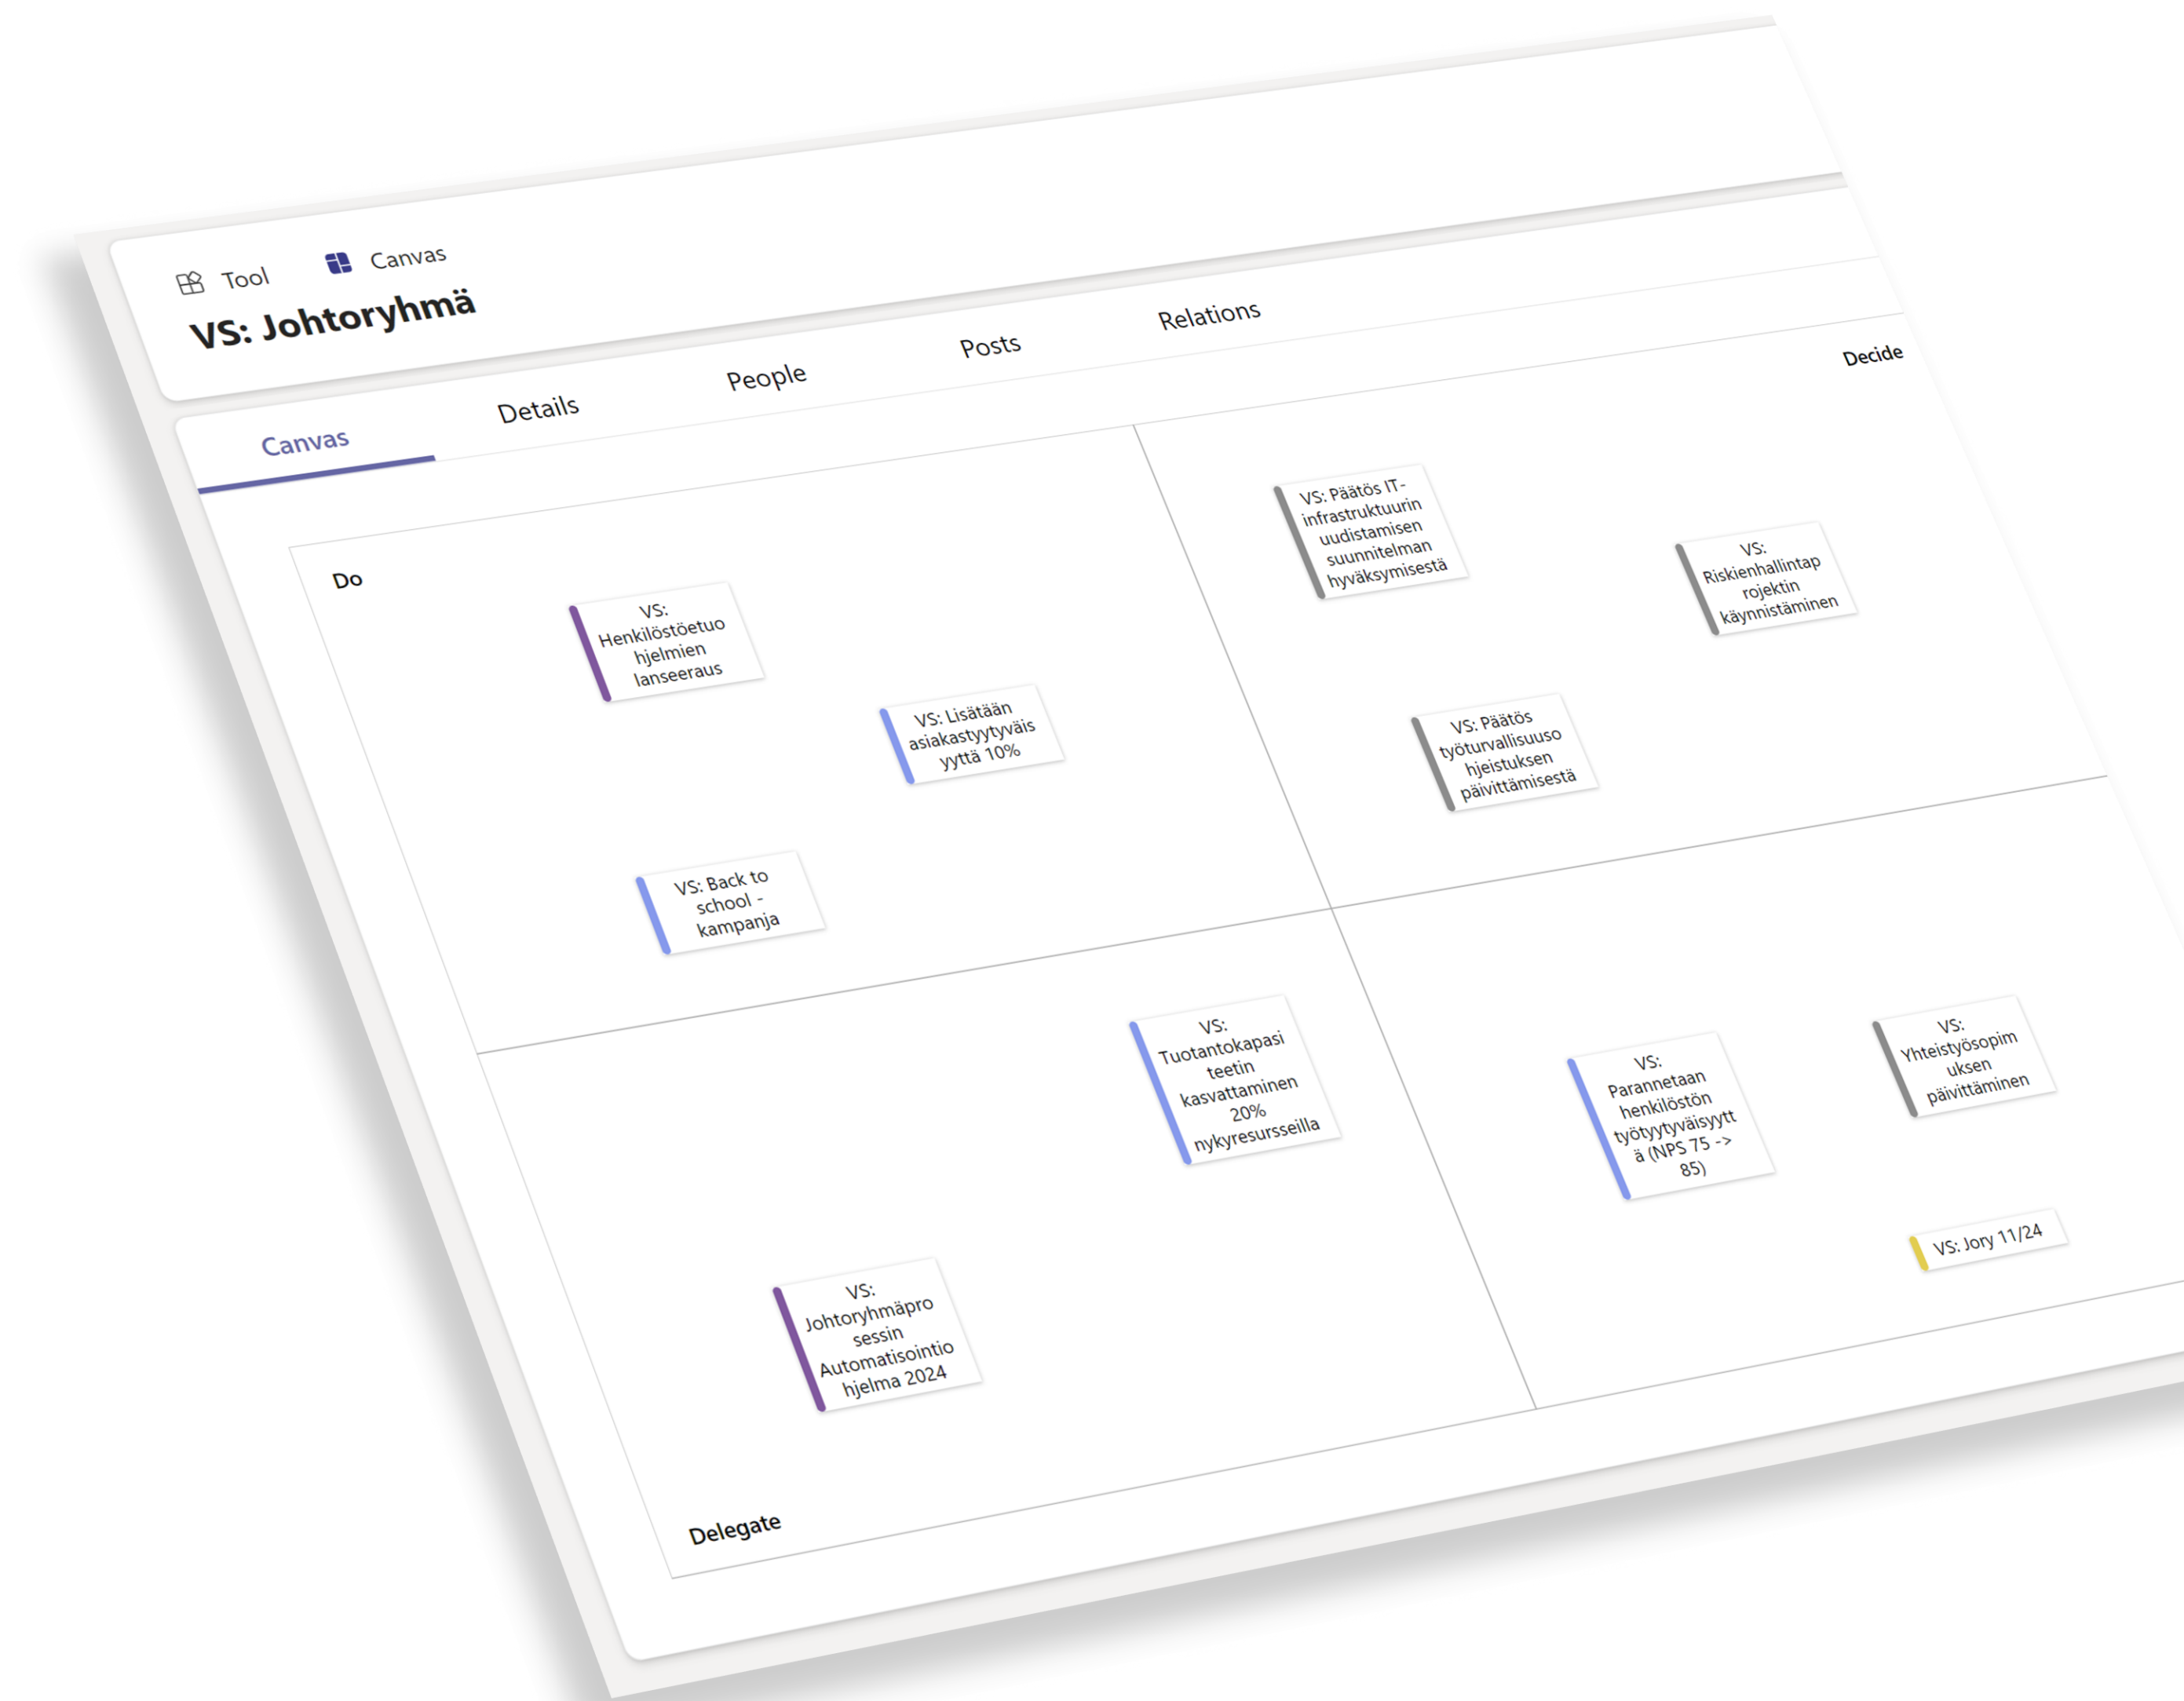 Tool
Canvas
VS: Johtoryhmä
Canvas
Details
People
Posts
Relations
Do
VS:
Henkilöstöetuo
hjelmien
lanseeraus
VS: Lisätään
asiakastyytyväis
yyttä 10%
VS: Back to
school -
kampanja
Decide
VS: Päätös IT-
infrastruktuurin
uudistamisen
suunnitelman
hyväksymisestä
VS:
Riskienhallintap
rojektin
käynnistäminen
VS: Päätös
työturvallisuuso
hjeistuksen
päivittämisestä
VS:
Tuotantokapasi
teetin
kasvattaminen
20%
nykyresursseilla
VS:
Johtoryhmäpro
sessin
Automatisointio
hjelma 2024
Delegate
VS:
Parannetaan
henkilöstön
työtyytyväisyytt
ä (NPS 75 ->
85)
VS:
Yhteistyösopim
uksen
päivittäminen
VS: Jory 11/24